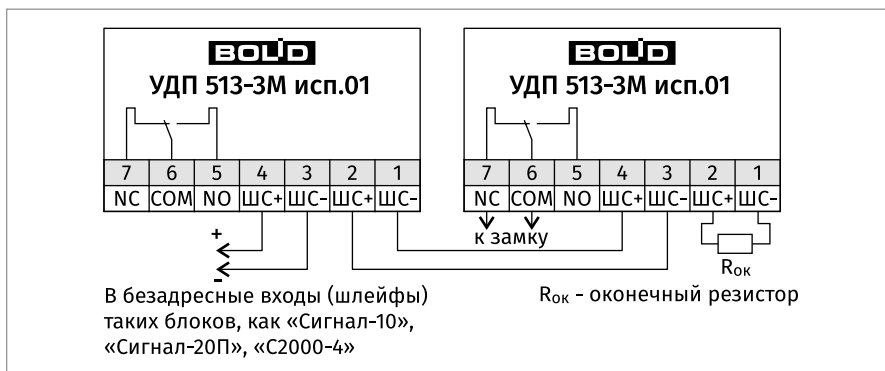 BOLID BOLID
УДП 513-3М исп.01 УДП 513-3М исп.01
7 6 5 4 3 2 1 7 6 5 4 3 2 1
NC COM NO ШС+ ШС- ШС+ ШС- NC COM NO ШС+ ШС- ШС+ ШС-
+ к замку
- Rок
В безадресные входы (шлейфы) Rок - оконечный резистор
таких блоков, как «Сигнал-10»,
«Сигнал-20П», «С2000-4»